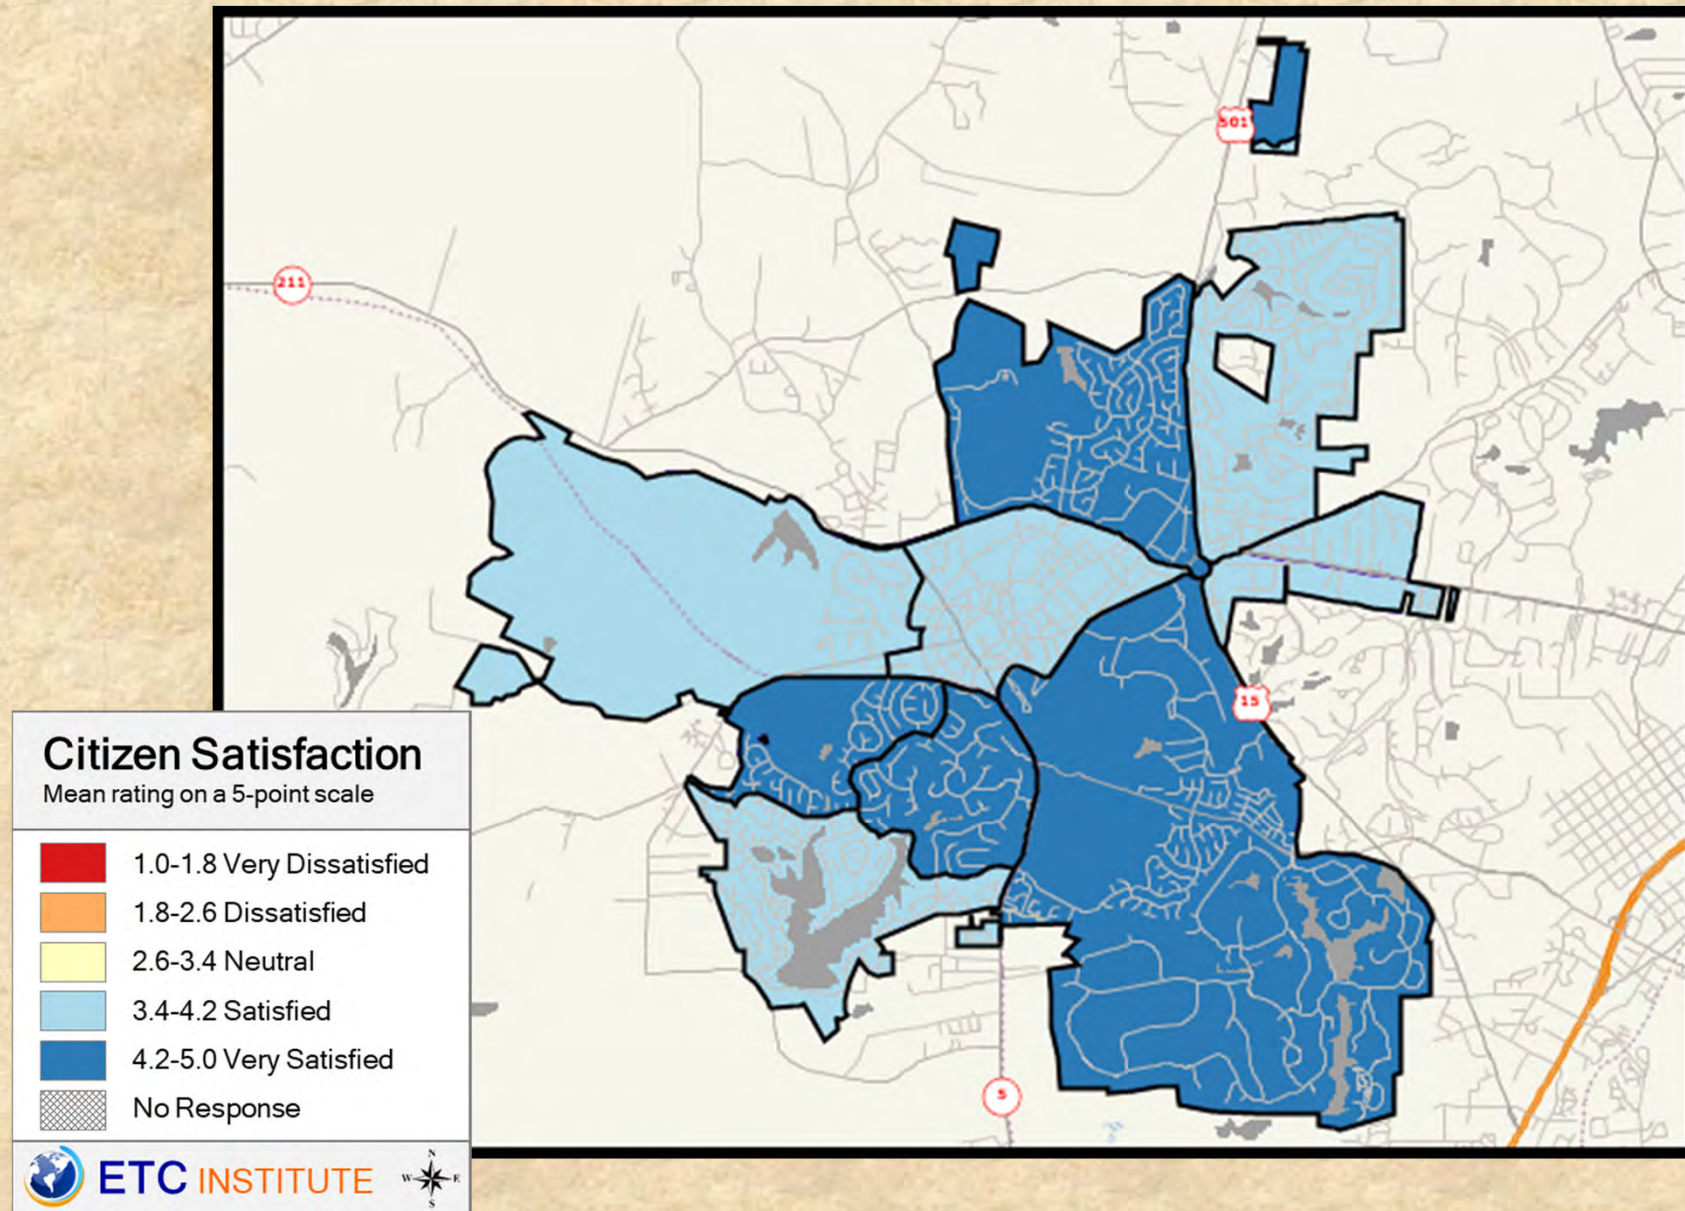 501
211
15
Citizen Satisfaction
Mean rating on a 5-point scale
1.0-1.8 Very Dissatisfied
1.8-2.6 Dissatisfied
2.6-3.4 Neutral
3.4-4.2 Satisfied
4.2-5.0 Very Satisfied
No Response
5
ETC INSTITUTE
N
W E
S